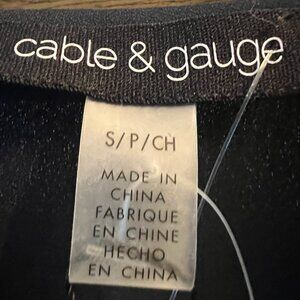 cable & gauge
S/P/CH
MADE IN
CHINA
FABRIQUE
EN CHINE
HECHO
EN CHINA